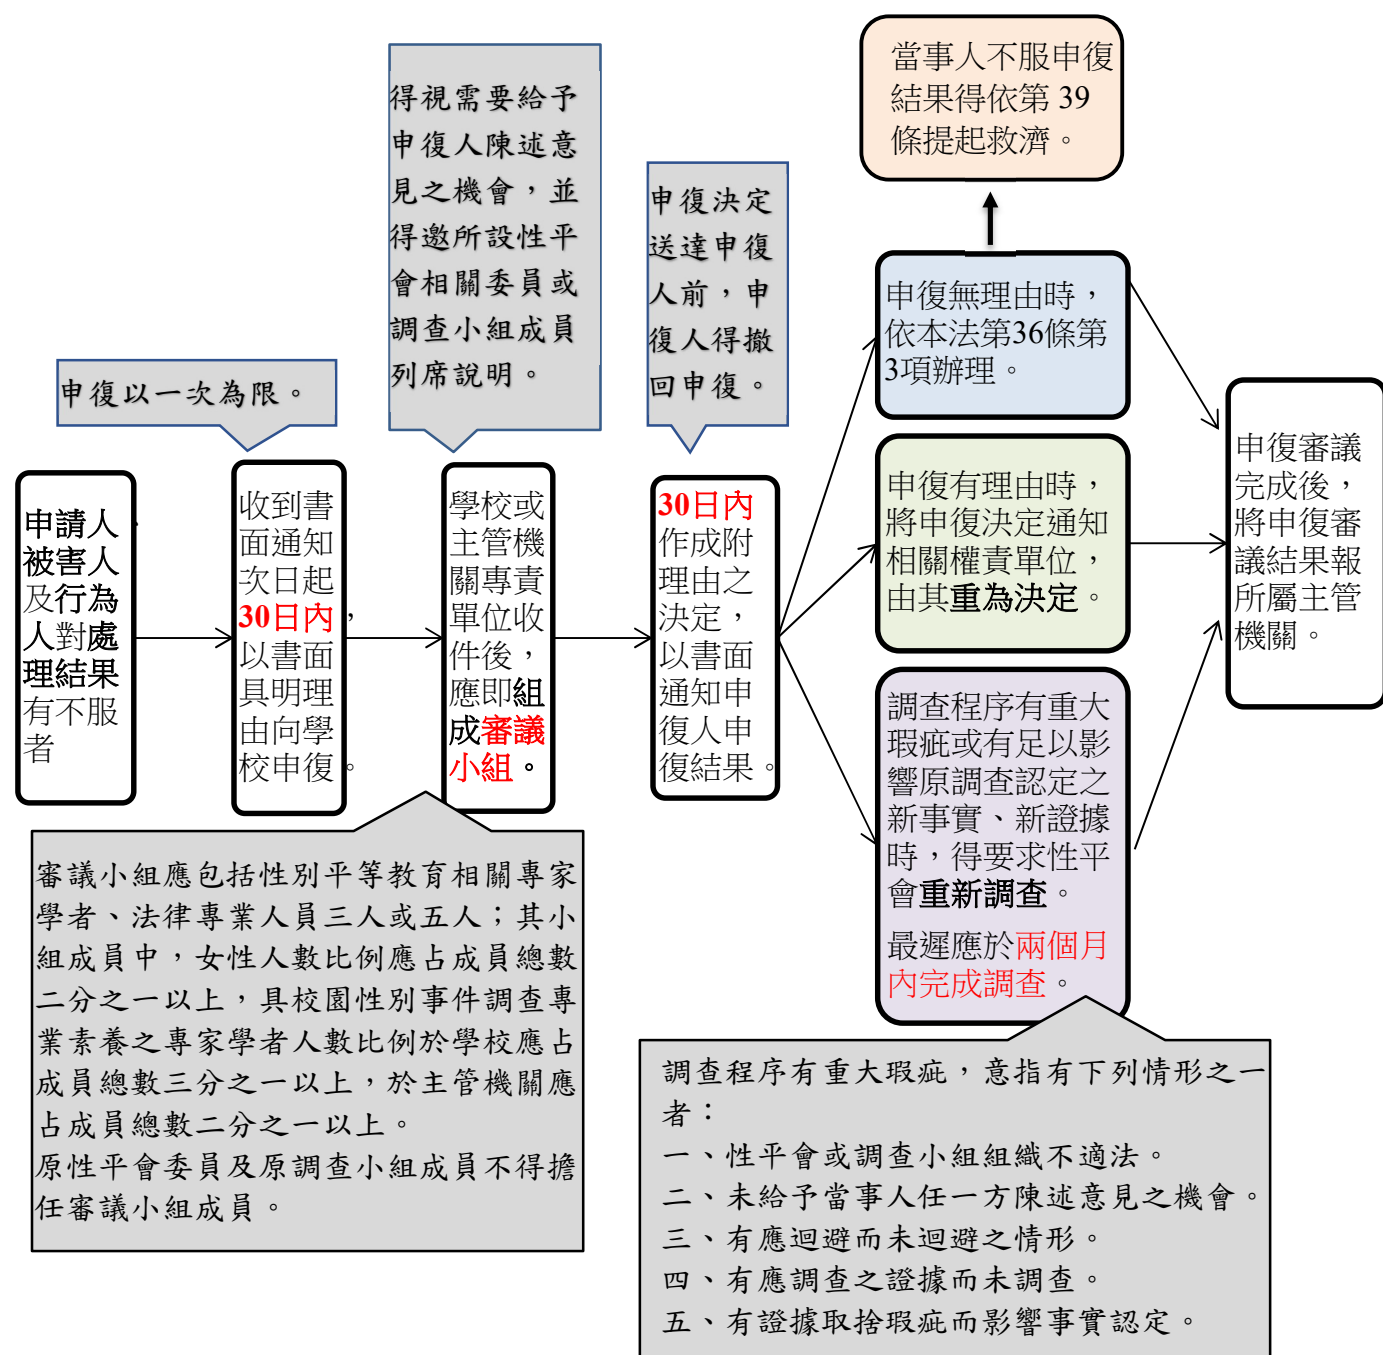 申復以一次為限。
得視需要給予
申復人陳述意
見之機會，並
得邀所設性平
會相關委員或
調查小組成員
列席說明。
申復決定
送達申復
人前，申
復人得撤
回申復。
當事人不服申復
結果得依第 39
條提起救濟。
申請人、
被害人
及行為
人對處
理結果
有不服
者
收到書
面通知
次日起
30日內，
以書面
具明理
由向學
校申復。
學校或
主管機
關專責
單位收
件後，
應即組
成審議
小組。
30日內
作成附
理由之
決定，
以書面
通知申
復人申
復結果。
申復無理由時，
依本法第36條第
3項辦理。
申復有理由時，
將申復決定通知
相關權責單位，
由其重為決定。
調查程序有重大
瑕疵或有足以影
響原調查認定之
新事實、新證據
時，得要求性平
會重新調查。
最遲應於兩個月
內完成調查。
申復審議
完成後，
將申復審
議結果報
所屬主管
機關。
審議小組應包括性別平等教育相關專家
學者、法律專業人員三人或五人；其小
組成員中，女性人數比例應占成員總數
二分之一以上，具校園性別事件調查專
業素養之專家學者人數比例於學校應占
成員總數三分之一以上，於主管機關應
占成員總數二分之一以上。
原性平會委員及原調查小組成員不得擔
任審議小組成員。
調查程序有重大瑕疵，意指有下列情形之一
者：
一、性平會或調查小組組織不適法。
二、未給予當事人任一方陳述意見之機會。
三、有應迴避而未迴避之情形。
四、有應調查之證據而未調查。
五、有證據取捨瑕疵而影響事實認定。